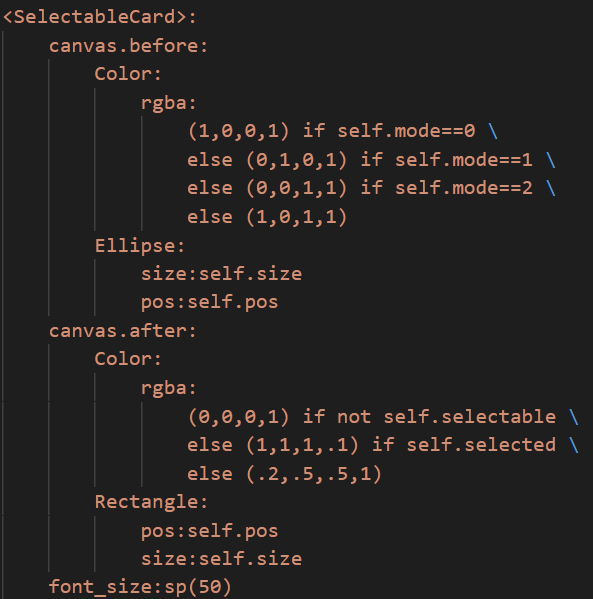 <SelectableCard>:
    canvas.before:
        Color:
            rgba:
                (1,0,0,1) if self.mode==0 \
                else (0,1,0,1) if self.mode==1 \
                else (0,0,1,1) if self.mode==2 \
                else (1,0,1,1)
        Ellipse:
            size:self.size
            pos:self.pos
    canvas.after:
        Color:
            rgba:
                (0,0,0,1) if not self.selectable \
                else (1,1,1,.1) if self.selected \
                else (.2,.5,.5,1)
        Rectangle:
            pos:self.pos
            size:self.size
    font_size:sp(50)